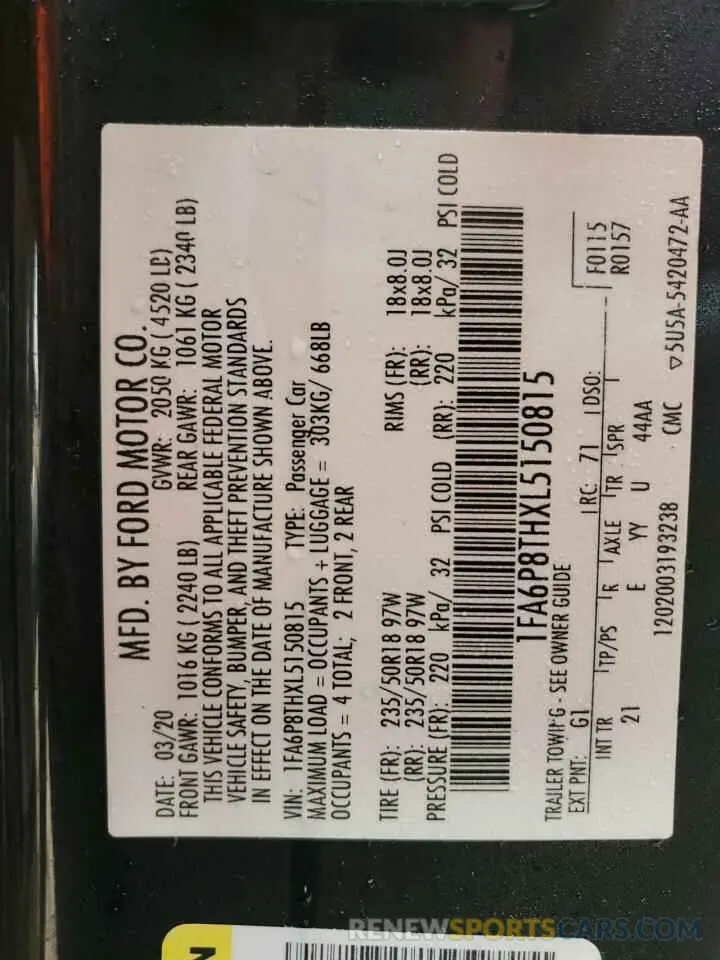 MFD. BY FORD MOTOR CO.
DATE: 03/20 GVWR: 2050 KG ( 4520 LB)
FRONT GAWR: 1016 KG ( 2240 LB) REAR GAWR: 1061 KG ( 2340 LB)
THIS VEHICLE CONFORMS TO ALL APPLICABLE FEDERAL MOTOR
VEHICLE SAFETY, BUMPER, AND THEFT PREVENTION STANDARDS
IN EFFECT ON THE DATE OF MANUFACTURE SHOWN ABOVE.
VIN: 1FA6P8THXL5150815 TYPE: Passenger Car
MAXIMUM LOAD = OCCUPANTS + LUGGAGE = 303KG/ 668LB
OCCUPANTS = 4 TOTAL; 2 FRONT, 2 REAR
TIRE (FR): 235/50R18 97W RIMS (FR): 18x8.0J
(RR): 235/50R18 97W (RR): 18x8.0J
PRESSURE (FR): 220 kPa/ 32 PSI COLD (RR): 220 kPa/ 32 PSI COLD
1FA6P8THXL5150815
TRAILER TOWING - SEE OWNER GUIDE
EXT PNT: G1 RC: 71 DSO: F0115
R0157
INT TR TP/PS R AXLE TR SPR
21 E YY U 44AA
1202003193238 CMC ▽5U5A-5420472-AA
N
RENEWSPORTSCARS.COM